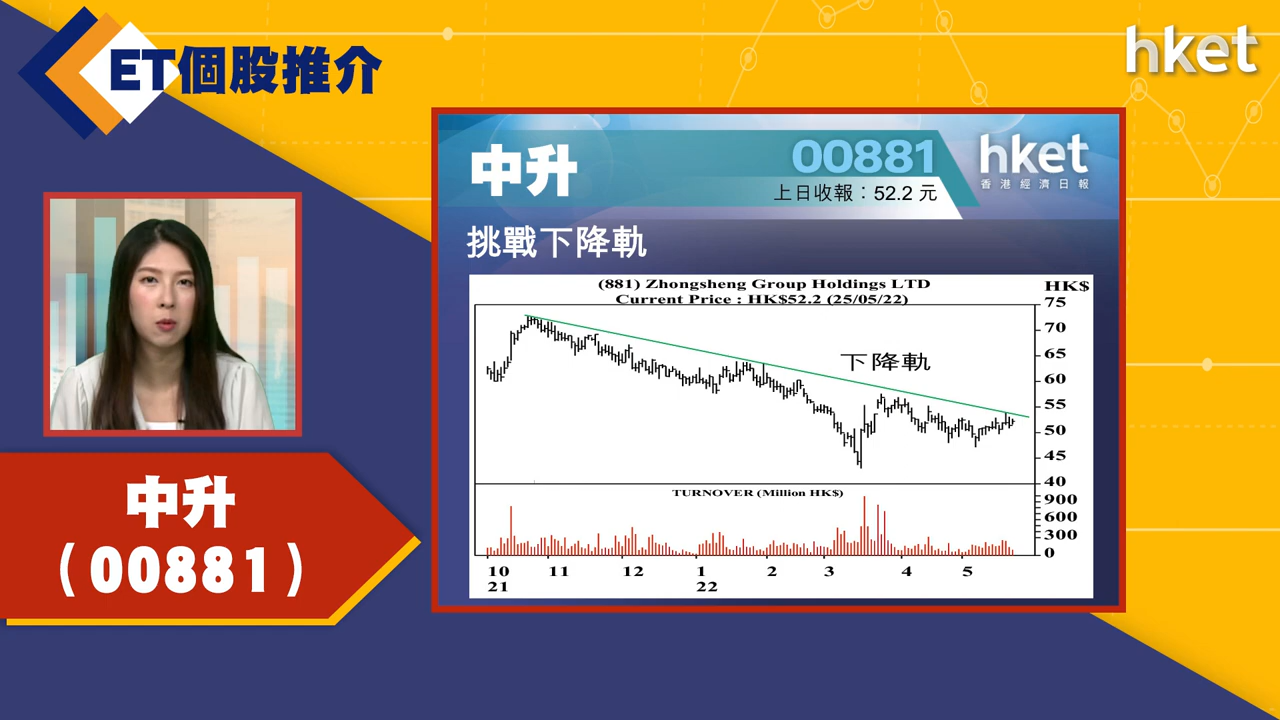 ET個股推介
hket
中升
00881
上日收報：52.2 元
hket
香港經濟日報
挑戰下降軌
(881) Zhongsheng Group Holdings LTD
Current Price : HK$52.2 (25/05/22)
HK$
75
70
65
60
55
50
45
40
下降軌
TURNOVER (Million HK$)
900
600
300
0
10 11 12 1 2 3 4 5
21 22
中升
（00881）